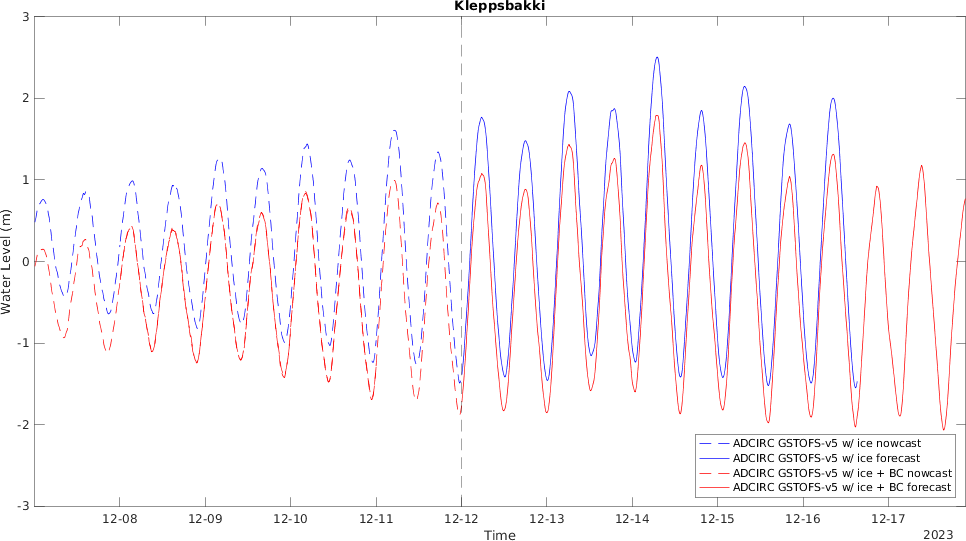 Kleppsbakki
3
2
1
0
-1
-2
-3
Water Level (m)
12-08
12-09
12-10
12-11
12-12
12-13
12-14
12-15
12-16
12-17
Time
2023
ADCIRC GSTOFS-v5 w/ ice nowcast
ADCIRC GSTOFS-v5 w/ ice forecast
ADCIRC GSTOFS-v5 w/ ice + BC nowcast
ADCIRC GSTOFS-v5 w/ ice + BC forecast